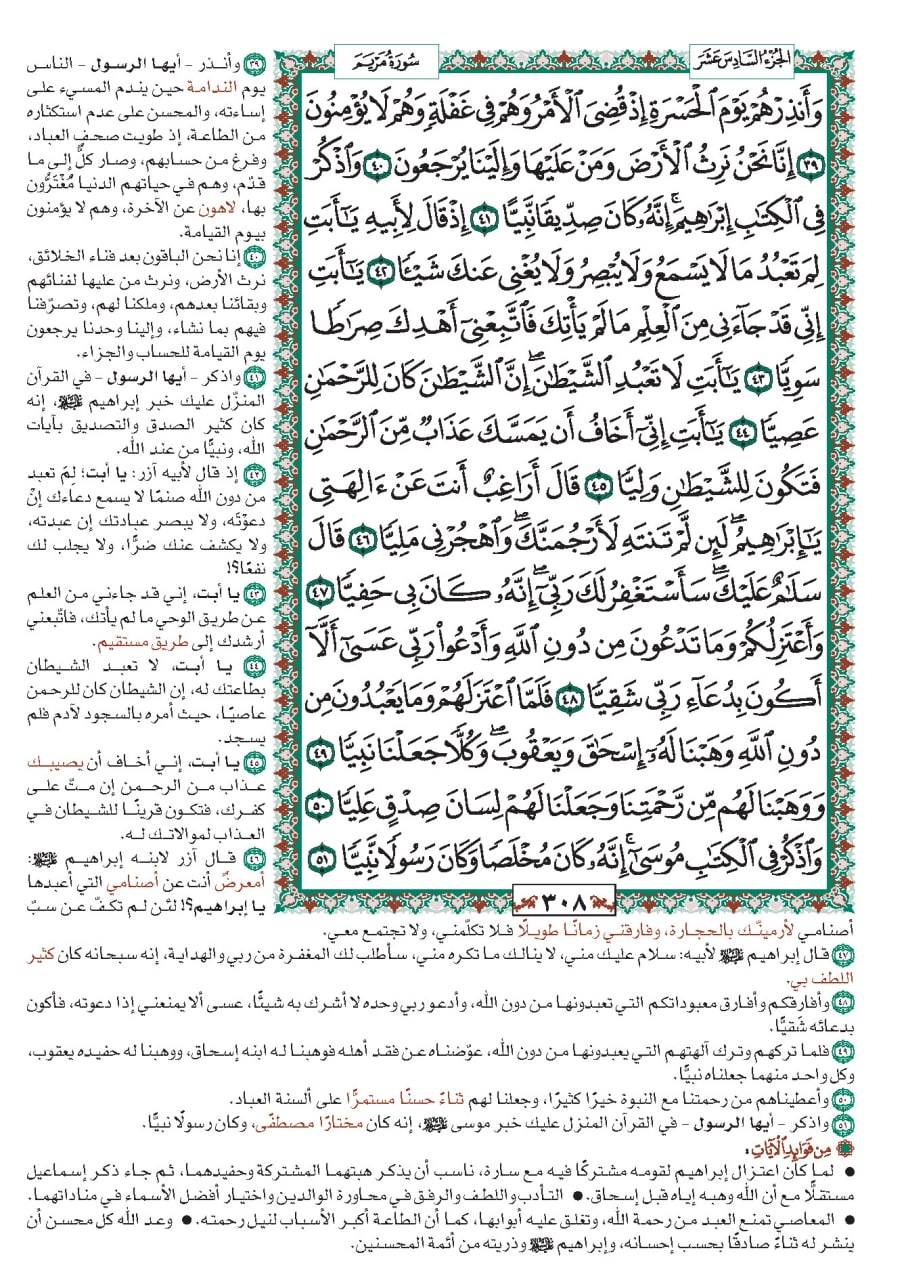 الجزء السادس عشر
سورة مريم
وَأَنذِرْهُمْ يَوْمَ الْحَسْرَةِ إِذْ قُضِيَ الْأَمْرُ وَهُمْ فِي غَفْلَةٍ وَهُمْ لَا يُؤْمِنُونَ
٣٩ إِنَّا نَحْنُ نَرِثُ الْأَرْضَ وَمَنْ عَلَيْهَا وَإِلَيْنَا يُرْجَعُونَ ٤٠ وَاذْكُرْ
فِي الْكِتَابِ إِبْرَاهِيمَ ۚ إِنَّهُ كَانَ صِدِّيقًا نَّبِيًّا ٤١ إِذْ قَالَ لِأَبِيهِ يَا أَبَتِ
لِمَ تَعْبُدُ مَا لَا يَسْمَعُ وَلَا يُبْصِرُ وَلَا يُغْنِي عَنكَ شَيْئًا ٤٢ يَا أَبَتِ
إِنِّي قَدْ جَاءَنِي مِنَ الْعِلْمِ مَا لَمْ يَأْتِكَ فَاتَّبِعْنِي أَهْدِكَ صِرَاطًا
سَوِيًّا ٤٣ يَا أَبَتِ لَا تَعْبُدِ الشَّيْطَانَ ۖ إِنَّ الشَّيْطَانَ كَانَ لِلرَّحْمَٰنِ
عَصِيًّا ٤٤ يَا أَبَتِ إِنِّي أَخَافُ أَن يَمَسَّكَ عَذَابٌ مِّنَ الرَّحْمَٰنِ
فَتَكُونَ لِلشَّيْطَانِ وَلِيًّا ٤٥ قَالَ أَرَاغِبٌ أَنتَ عَنْ آلِهَتِي
يَا إِبْرَاهِيمُ ۖ لَئِن لَّمْ تَنتَهِ لَأَرْجُمَنَّكَ ۖ وَاهْجُرْنِي مَلِيًّا ٤٦ قَالَ
سَلَامٌ عَلَيْكَ ۖ سَأَسْتَغْفِرُ لَكَ رَبِّي ۖ إِنَّهُ كَانَ بِي حَفِيًّا ٤٧
وَأَعْتَزِلُكُمْ وَمَا تَدْعُونَ مِن دُونِ اللَّهِ وَأَدْعُوا رَبِّي عَسَىٰ أَلَّا
أَكُونَ بِدُعَاءِ رَبِّي شَقِيًّا ٤٨ فَلَمَّا اعْتَزَلَهُمْ وَمَا يَعْبُدُونَ مِن
دُونِ اللَّهِ وَهَبْنَا لَهُ إِسْحَاقَ وَيَعْقُوبَ ۖ وَكُلًّا جَعَلْنَا نَبِيًّا ٤٩
وَوَهَبْنَا لَهُم مِّن رَّحْمَتِنَا وَجَعَلْنَا لَهُمْ لِسَانَ صِدْقٍ عَلِيًّا ٥٠
وَاذْكُرْ فِي الْكِتَابِ مُوسَىٰ ۚ إِنَّهُ كَانَ مُخْلَصًا وَكَانَ رَسُولًا نَّبِيًّا ٥١
٣٠٨
٣٩ وأنذر - أيها الرسول - الناس
يوم الندامة حين يندم المسيء على
إساءته، والمحسن على عدم استكثاره
من الطاعة، إذ طويت صحف العباد،
وفرغ من حسابهم، وصار كلٌّ إلى ما
قدّم، وهم في حياتهم الدنيا مُغْتَرُّون
بها، لاهون عن الآخرة، وهم لا يؤمنون
بيوم القيامة.
٤٠ إنا نحن الباقون بعد فناء الخلائق،
نرث الأرض، ونرث من عليها لفنائهم
وبقائنا بعدهم، وملكنا لهم، وتصرّفنا
فيهم بما نشاء، وإلينا وحدنا يرجعون
يوم القيامة للحساب والجزاء.
٤١ واذكر - أيها الرسول - في القرآن
المنزّل عليك خبر إبراهيم ﷺ، إنه
كان كثير الصدق والتصديق بآيات
الله، ونبيًّا من عند الله.
٤٢ إذ قال لأبيه آزر: يا أبت؛ لِمَ تعبد
من دون الله صنمًا لا يسمع دعاءك إنْ
دعوْتَه، ولا يبصر عبادتك إن عبدته،
ولا يكشف عنك ضرًّا، ولا يجلب لك
نفعًا؟!
٤٣ يا أبت، إني قد جاءني من العلم
عن طريق الوحي ما لم يأتك، فاتّبعني
أرشدك إلى طريق مستقيم.
٤٤ يا أبت، لا تعبد الشيطان
بطاعتك له، إن الشيطان كان للرحمن
عاصيًا، حيث أمره بالسجود لآدم فلم
يسجد.
٤٥ يا أبت، إني أخاف أن يصيبك
عذاب من الرحمن إن متّ على
كفرك، فتكون قرينًا للشيطان في
العذاب لموالاتك له.
٤٦ قال آزر لابنه إبراهيم ﷺ:
أمعرضٌ أنت عن أصنامي التي أعبدها
يا إبراهيم؟! لئن لم تكفّ عن سبّ
أصنامي لأرمينّك بالحجارة، وفارقني زمانًا طويلًا فلا تكلّمني، ولا تجتمع معي.
٤٧ قال إبراهيم ﷺ لأبيه: سلام عليك مني، لا ينالك ما تكره مني، سأطلب لك المغفرة من ربي والهداية، إنه سبحانه كان كثير
اللطف بي.
٤٨ وأفارقكم وأفارق معبوداتكم التي تعبدونها من دون الله، وأدعو ربي وحده لا أشرك به شيئًا، عسى ألا يمنعني إذا دعوته، فأكون
بدعائه شقيًّا.
٤٩ فلما تركهم وترك آلهتهم التي يعبدونها من دون الله، عوّضناه عن فقد أهله فوهبنا له ابنه إسحاق، ووهبنا له حفيده يعقوب،
وكل واحد منهما جعلناه نبيًّا.
٥٠ وأعطيناهم من رحمتنا مع النبوة خيرًا كثيرًا، وجعلنا لهم ثناءً حسنًا مستمرًّا على ألسنة العباد.
٥١ واذكر - أيها الرسول - في القرآن المنزل عليك خبر موسى ﷺ، إنه كان مختارًا مصطفًى، وكان رسولًا نبيًّا.
من فوائد الآيات:
• لما كان اعتزال إبراهيم لقومه مشتركًا فيه مع سارة، ناسب أن يذكر هبتهما المشتركة وحفيدهما، ثم جاء ذكر إسماعيل
مستقلًّا مع أن الله وهبه إياه قبل إسحاق. • التأدب واللطف والرفق في محاورة الوالدين واختيار أفضل الأسماء في مناداتهما.
• المعاصي تمنع العبد من رحمة الله، وتغلق عليه أبوابها، كما أن الطاعة أكبر الأسباب لنيل رحمته. • وعد الله كل محسن أن
ينشر له ثناءً صادقًا بحسب إحسانه، وإبراهيم ﷺ وذريته من أئمة المحسنين.